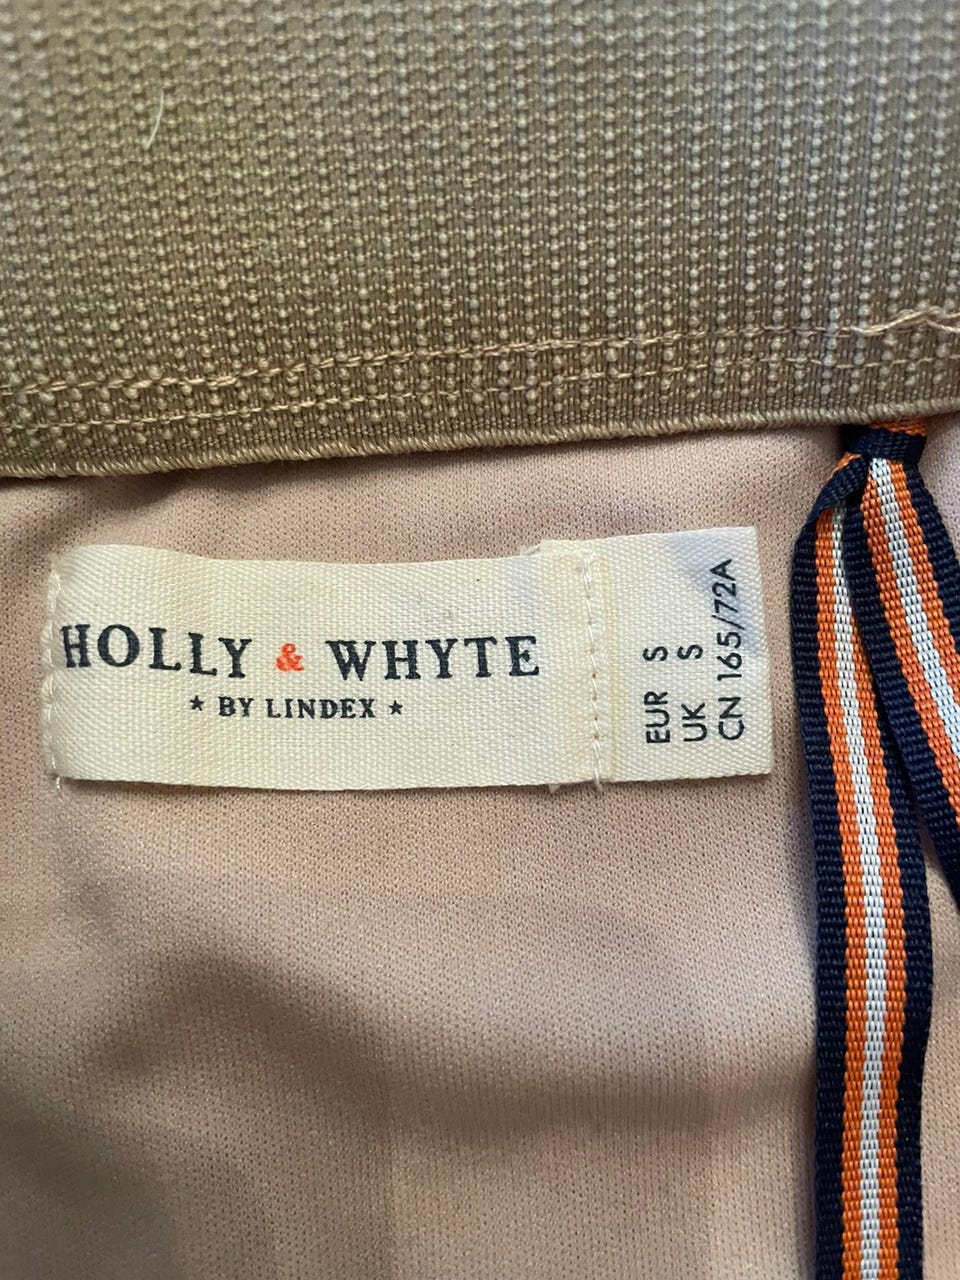 HOLLY & WHYTE
★ BY LINDEX ★
EUR S
UK S
CN 165/72A